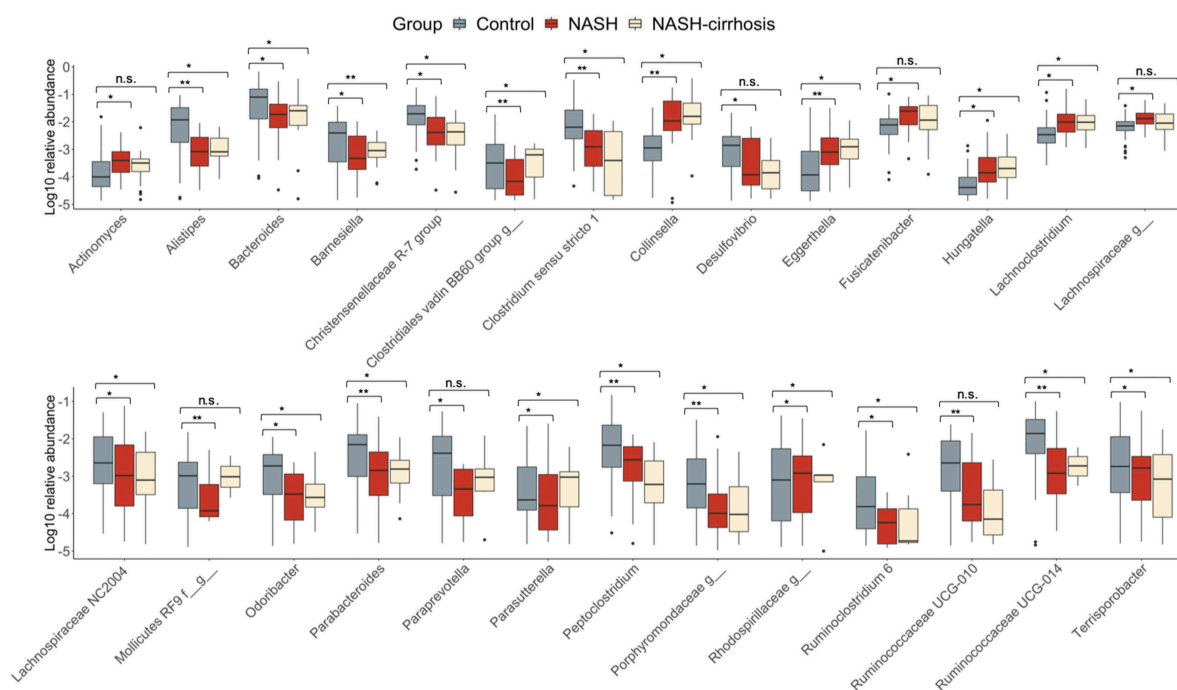 Group Control NASH NASH-cirrhosis
n.s. * * ** * * * * n.s. * n.s. * * n.s.
* ** * * * ** ** ** * ** * * * *
Log10 relative abundance
0
-1
-2
-3
-4
-5
Actinomyces
Alistipes
Bacteroides
Barnesiella
Christensenellaceae R-7 group
Clostridiales vadin BB60 group g__
Clostridium sensu stricto 1
Collinsella
Desulfovibrio
Eggerthella
Fusicatenibacter
Hungatella
Lachnoclostridium
Lachnospiraceae g__
* n.s. * * n.s. * * * * * n.s. * *
* ** * ** * * ** ** * * ** ** *
Log10 relative abundance
-1
-2
-3
-4
-5
Lachnospiraceae NC2004
Mollicutes RF9 f__g__
Odoribacter
Parabacteroides
Paraprevotella
Parasutterella
Peptoclostridium
Porphyromondaceae g__
Rhodospirillaceae g__
Ruminoclostridium 6
Ruminococcaceae UCG-010
Ruminococcaceae UCG-014
Terrisporobacter